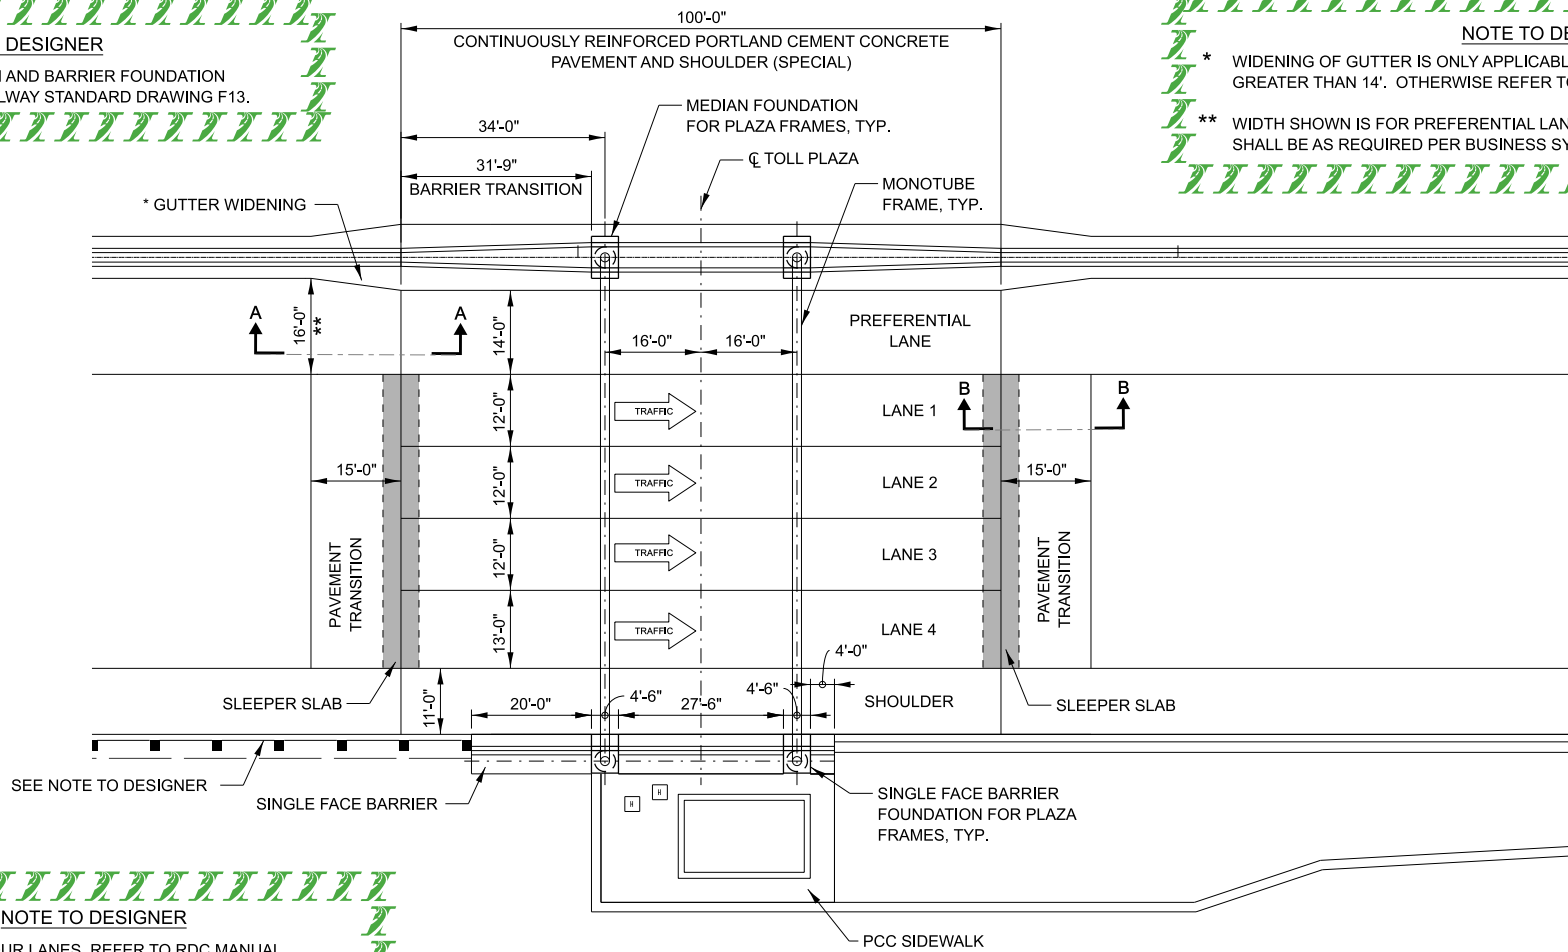 DESIGNER
AND BARRIER FOUNDATION
STANDARD DRAWING F13.
100'-0"
CONTINUOUSLY REINFORCED PORTLAND CEMENT CONCRETE
PAVEMENT AND SHOULDER (SPECIAL)
NOTE TO
* WIDENING OF GUTTER IS ONLY APPLICABLE
GREATER THAN 14'. OTHERWISE REFER TO
** WIDTH SHOWN IS FOR PREFERENTIAL
SHALL BE AS REQUIRED PER BUSINESS
34'-0"
MEDIAN FOUNDATION
FOR PLAZA FRAMES, TYP.
31'-9"
BARRIER TRANSITION
℄ TOLL PLAZA
MONOTUBE
FRAME, TYP.
* GUTTER WIDENING
A
A
16'-0"
**
14'-0"
16'-0"
16'-0"
PREFERENTIAL
LANE
12'-0"
TRAFFIC
LANE 1
B
B
15'-0"
12'-0"
TRAFFIC
LANE 2
15'-0"
12'-0"
TRAFFIC
LANE 3
PAVEMENT
TRANSITION
PAVEMENT
TRANSITION
13'-0"
TRAFFIC
LANE 4
4'-0"
SLEEPER SLAB
11'-0"
20'-0"
4'-6"
27'-6"
4'-6"
SHOULDER
SLEEPER SLAB
SEE NOTE TO DESIGNER
SINGLE FACE BARRIER
H
H
SINGLE FACE BARRIER
FOUNDATION FOR PLAZA
FRAMES, TYP.
NOTE TO DESIGNER
LANES, REFER TO RDC MANUAL
PCC SIDEWALK